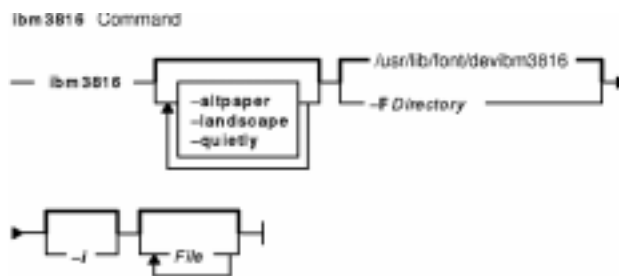 ibm3816 Command
/usr/lib/font/devibm3816
ibm3816
-altpaper
-F Directory
-landscape
-quietly
-i
File